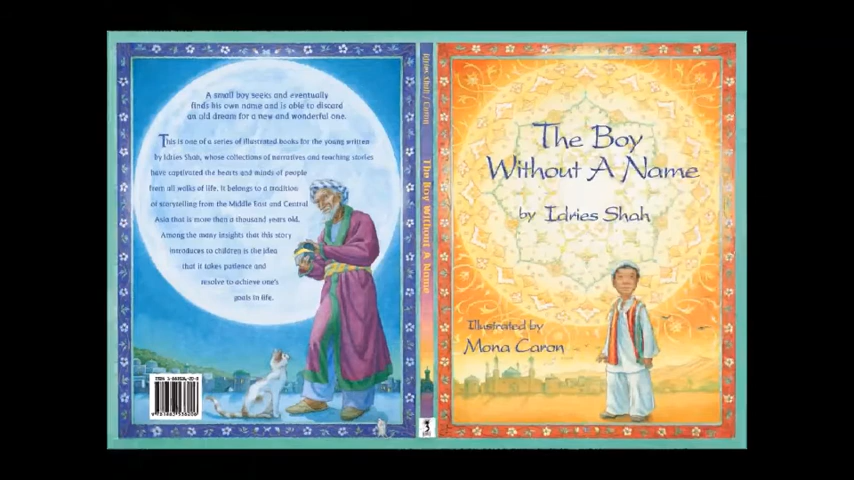 A small boy seeks and eventually
finds his own name and is able to discard
an old dream for a new and wonderful one.
This is one of a series of illustrated books for the young written
by Idries Shah, whose collections of narratives and teaching stories
have captivated the hearts and minds of people
from all walks of life. It belongs to a tradition
of storytelling from the Middle East and Central
Asia that is more than a thousand years old.
Among the many insights that this story
introduces to children is the idea
that it takes patience and
resolve to achieve one's
goals in life.
Idries Shah / Caron
The Boy Without A Name
The Boy
Without A Name
by Idries Shah
Illustrated by
Mona Caron